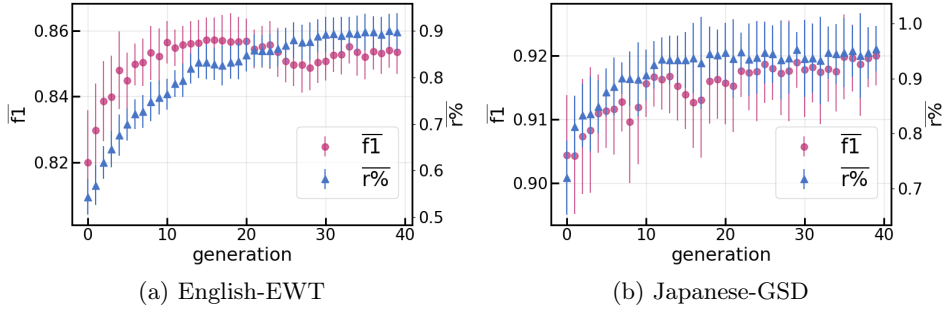 0.86
0.84
0.82
f1
0.9
0.8
0.7
0.6
0.5
r%
f1
r%
0 10 20 30 40
generation
(a) English-EWT
0.92
0.91
0.90
f1
1.0
0.9
0.8
0.7
r%
f1
r%
0 10 20 30 40
generation
(b) Japanese-GSD